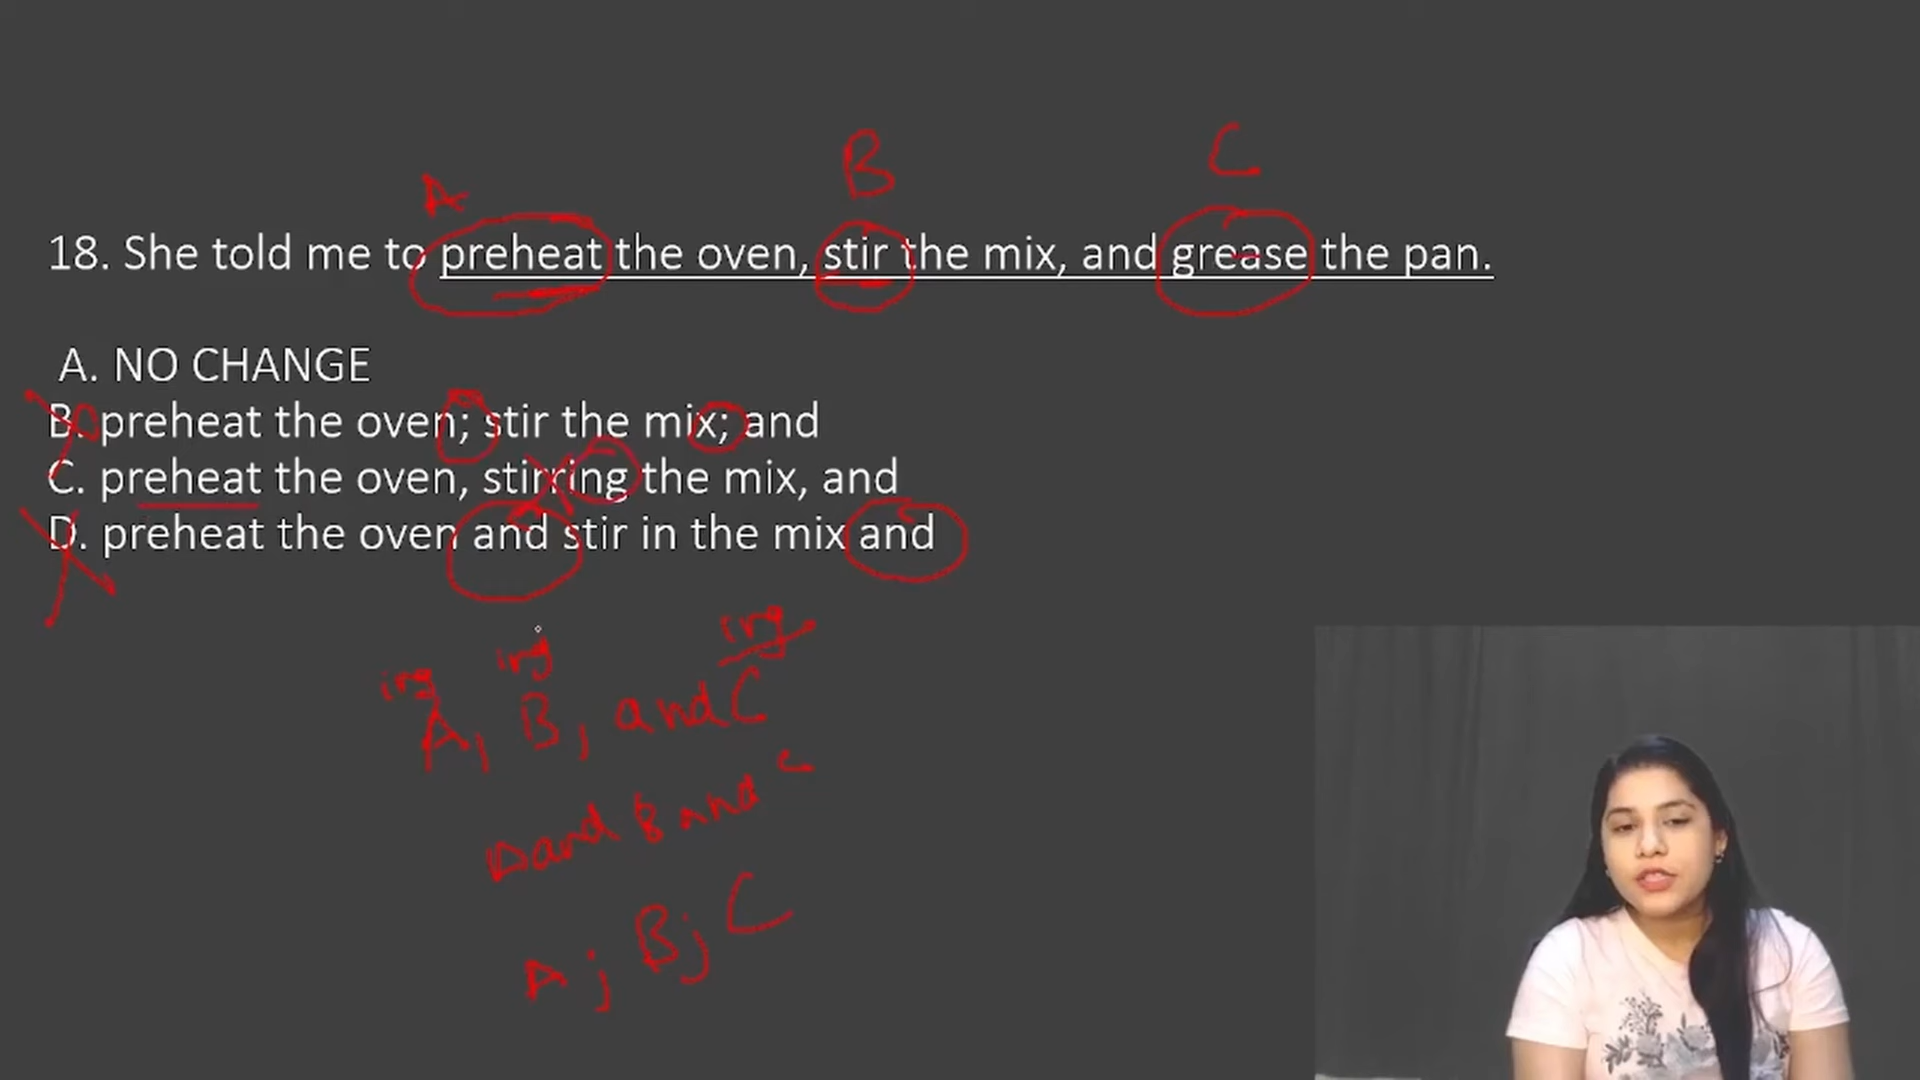 A B C
18. She told me to preheat the oven, stir the mix, and grease the pan.
A. NO CHANGE
B. preheat the oven; stir the mix; and
C. preheat the oven, stirring the mix, and
D. preheat the oven and stir in the mix and
ing ing ing
A, B, and C
A and B and C
A; B; C